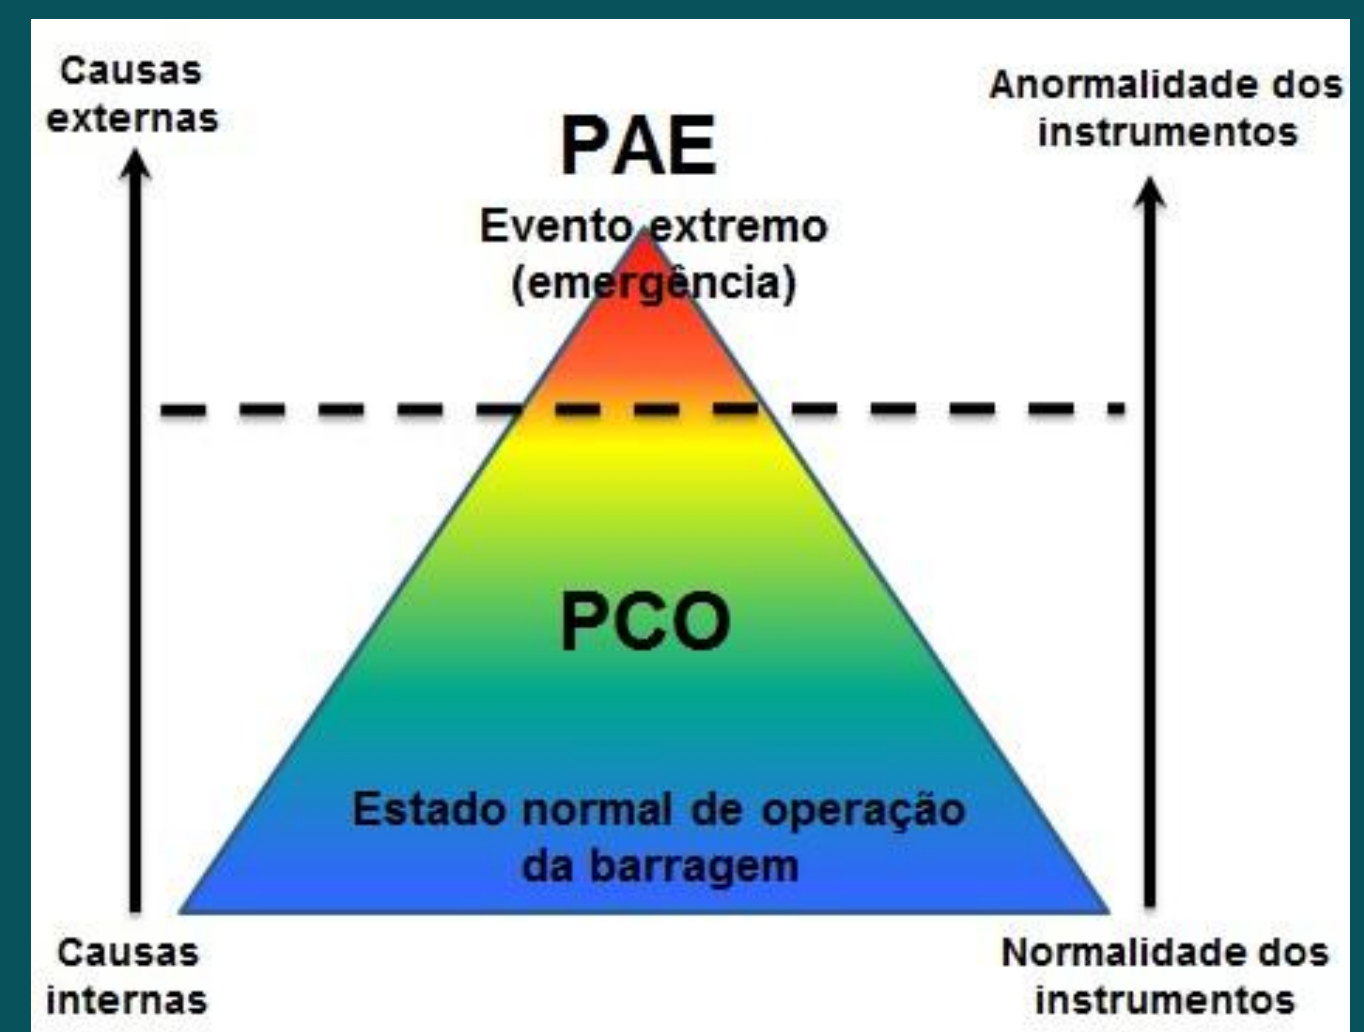 Causas
externas
Anormalidade dos
instrumentos
PAE
Evento extremo
(emergência)
PCO
Estado normal de operação
da barragem
Causas
internas
Normalidade dos
instrumentos